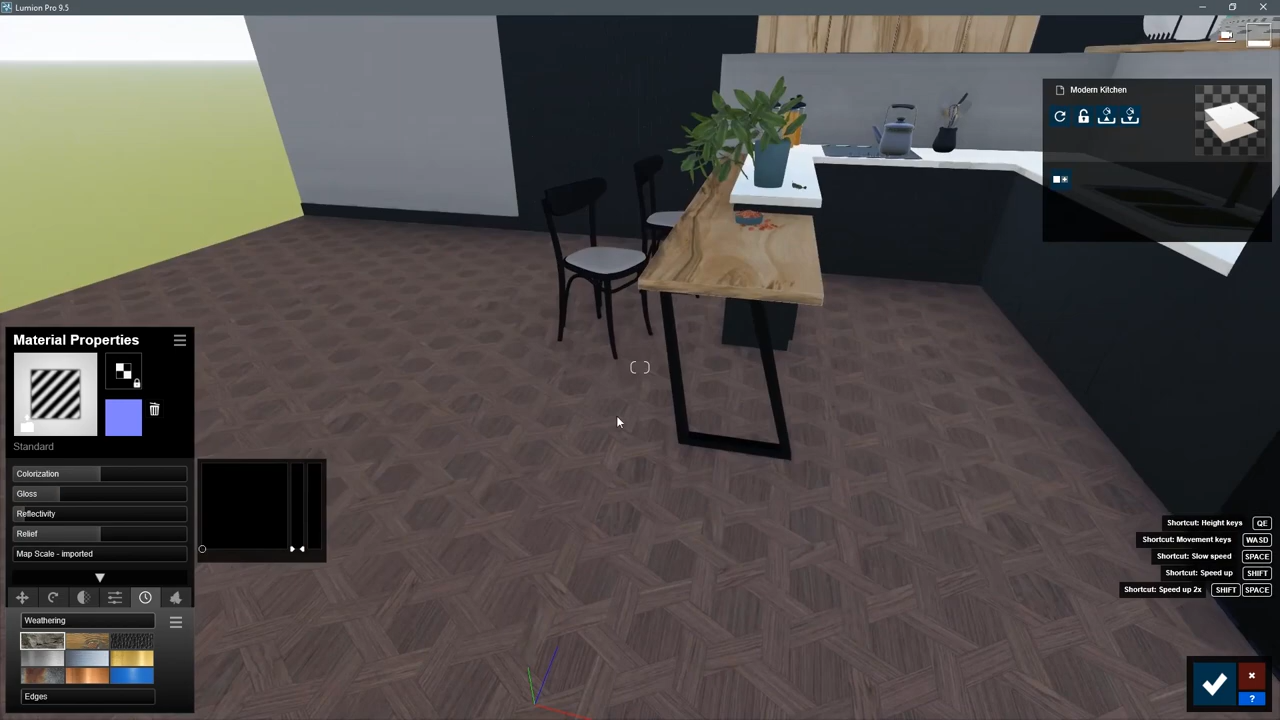 Lumion Pro 9.5
Modern Kitchen
Material Properties
Standard
Colorization
Gloss
Reflectivity
Relief
Map Scale - imported
Weathering
Edges
Shortcut: Height keys QE
Shortcut: Movement keys WASD
Shortcut: Slow speed SPACE
Shortcut: Speed up SHIFT
Shortcut: Speed up 2x SHIFT SPACE
?